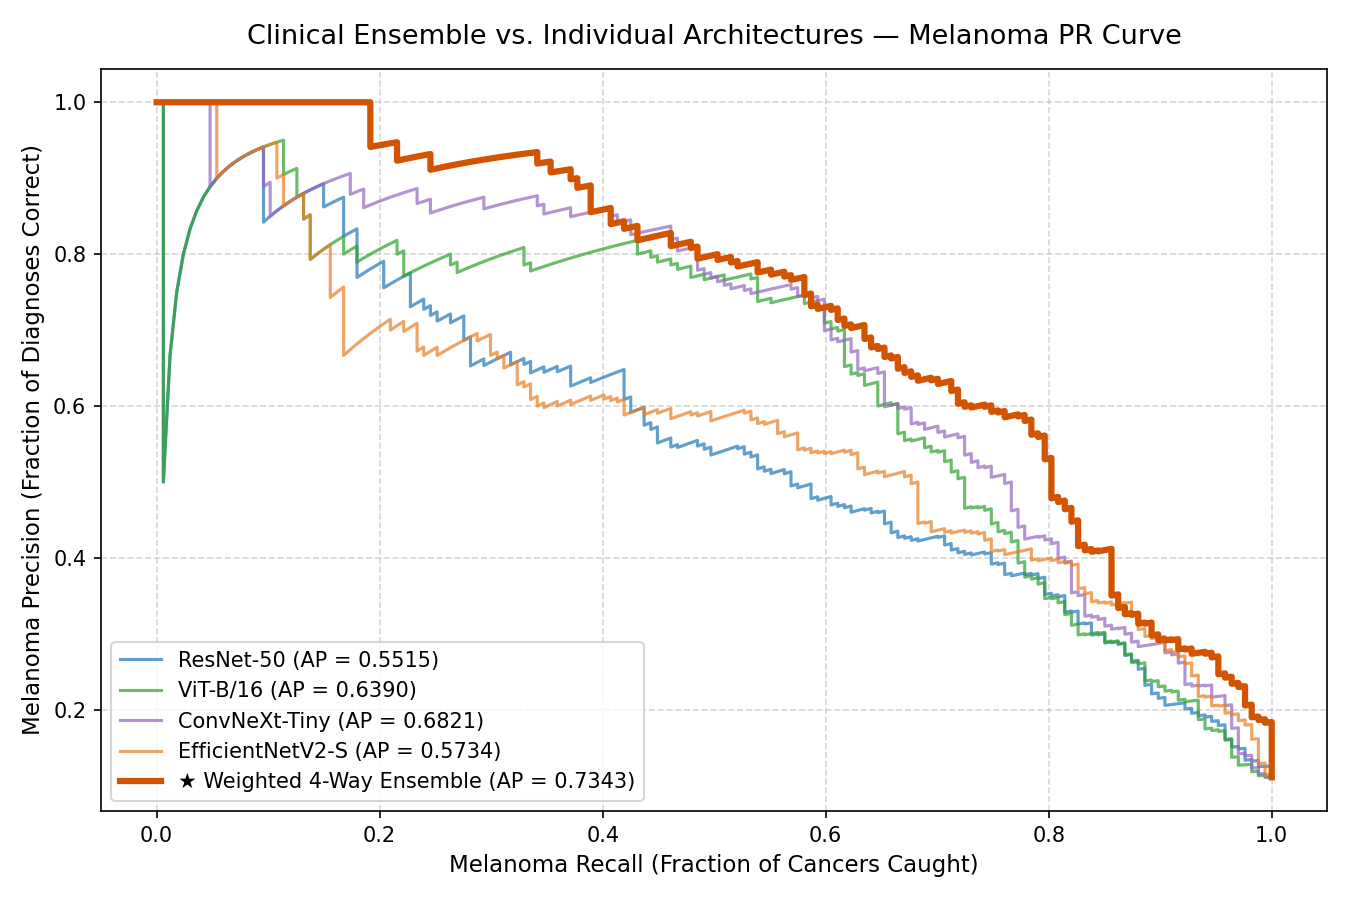 Clinical Ensemble vs. Individual Architectures — Melanoma PR Curve
Melanoma Precision (Fraction of Diagnoses Correct)
1.0
0.8
0.6
0.4
0.2
ResNet-50 (AP = 0.5515)
ViT-B/16 (AP = 0.6390)
ConvNeXt-Tiny (AP = 0.6821)
EfficientNetV2-S (AP = 0.5734)
★ Weighted 4-Way Ensemble (AP = 0.7343)
0.0 0.2 0.4 0.6 0.8 1.0
Melanoma Recall (Fraction of Cancers Caught)